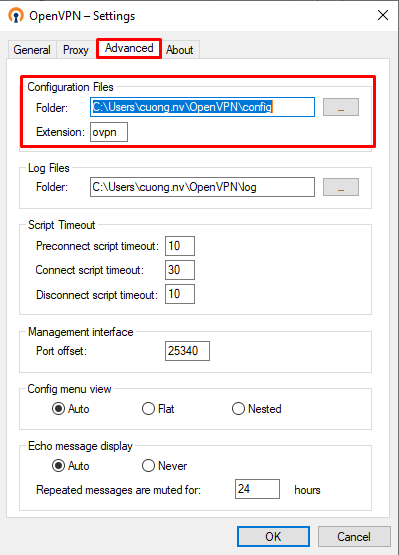 OpenVPN – Settings
General Proxy Advanced About
Configuration Files
Folder: C:\Users\cuong.nv\OpenVPN\config ...
Extension: ovpn
Log Files
Folder: C:\Users\cuong.nv\OpenVPN\log ...
Script Timeout
Preconnect script timeout: 10
Connect script timeout: 30
Disconnect script timeout: 10
Management interface
Port offset: 25340
Config menu view
Auto Flat Nested
Echo message display
Auto Never
Repeated messages are muted for: 24 hours
OK Cancel